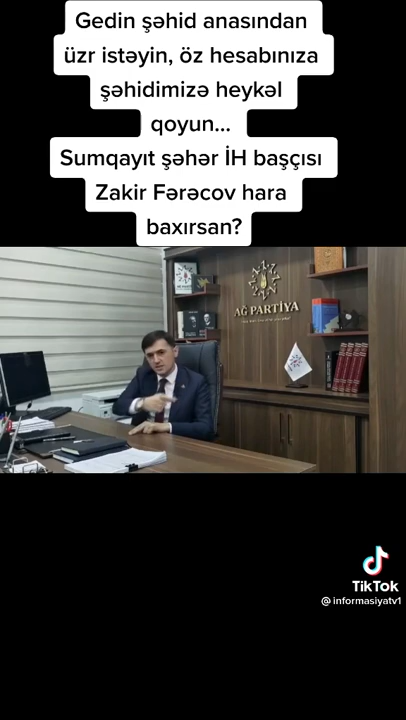 Gedin şəhid anasından
üzr istəyin, öz hesabınıza
şəhidimizə heykəl
qoyun...
Sumqayıt şəhər İH başçısı
Zakir Fərəcov hara
baxırsan?
AĞ PARTİYA
TikTok
@informasiyatv1